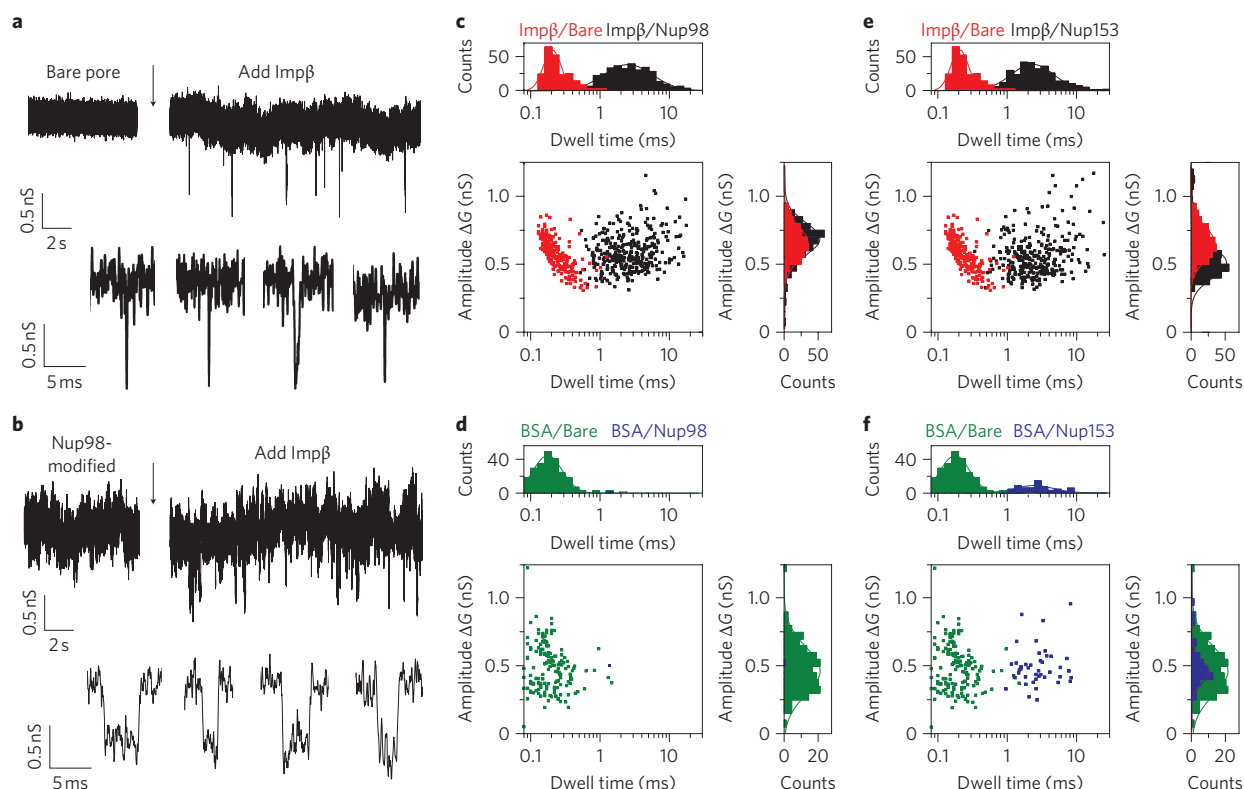 a
Bare pore
Add Impβ
0.5 nS
2 s
0.5 nS
5 ms
b
Nup98-
modified
Add Impβ
0.5 nS
2 s
0.5 nS
5 ms
c
Impβ/Bare Impβ/Nup98
Counts
50
0
0.1 1 10
Dwell time (ms)
Amplitude ΔG (nS)
1.0
0.5
0
0.1 1 10
Dwell time (ms)
0 50
Counts
d
BSA/Bare BSA/Nup98
Counts
40
0
0.1 1 10
Dwell time (ms)
Amplitude ΔG (nS)
1.0
0.5
0
0.1 1 10
Dwell time (ms)
0 20
Counts
e
Impβ/Bare Impβ/Nup153
Counts
50
0
0.1 1 10
Dwell time (ms)
Amplitude ΔG (nS)
1.0
0.5
0
0.1 1 10
Dwell time (ms)
0 50
Counts
f
BSA/Bare BSA/Nup153
Counts
40
0
0.1 1 10
Dwell time (ms)
Amplitude ΔG (nS)
1.0
0.5
0
0.1 1 10
Dwell time (ms)
0 20
Counts